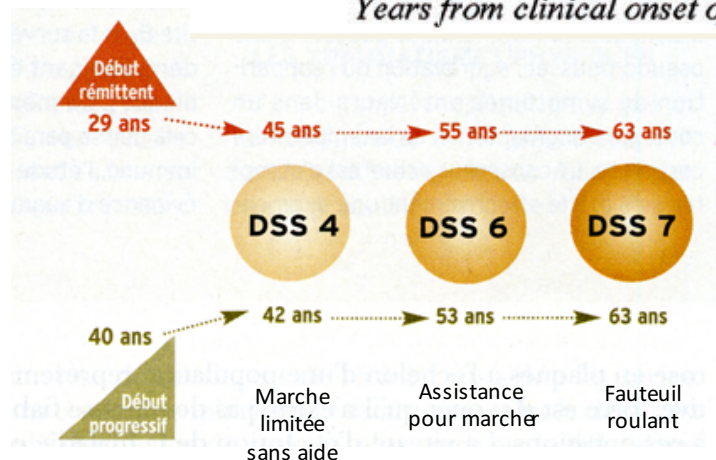 Years from clinical onset o
Début
rémittent
29 ans
45 ans
55 ans
63 ans
DSS 4
DSS 6
DSS 7
40 ans
42 ans
53 ans
63 ans
Début
progressif
Marche
limitée
sans aide
Assistance
pour marcher
Fauteuil
roulant